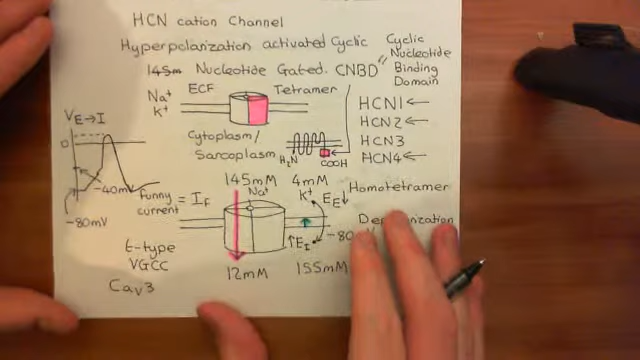 HCN cation Channel
Hyperpolarization activated Cyclic
Nucleotide Gated. CNBD"
Cyclic
Nucleotide
Binding
Domain
ECF
Tetramer
Na+
K+
Cytoplasm/
Sarcoplasm
H2N
COOH
HCN1←
HCN2←
HCN3
HCN4←
Homotetramer
VE→I
0
-40mV
-80mV
funny
current = IF
145mM
Na+
4mM
K+
EE↓
↑EI
12mM
155mM
t-type
VGCC
Cav3